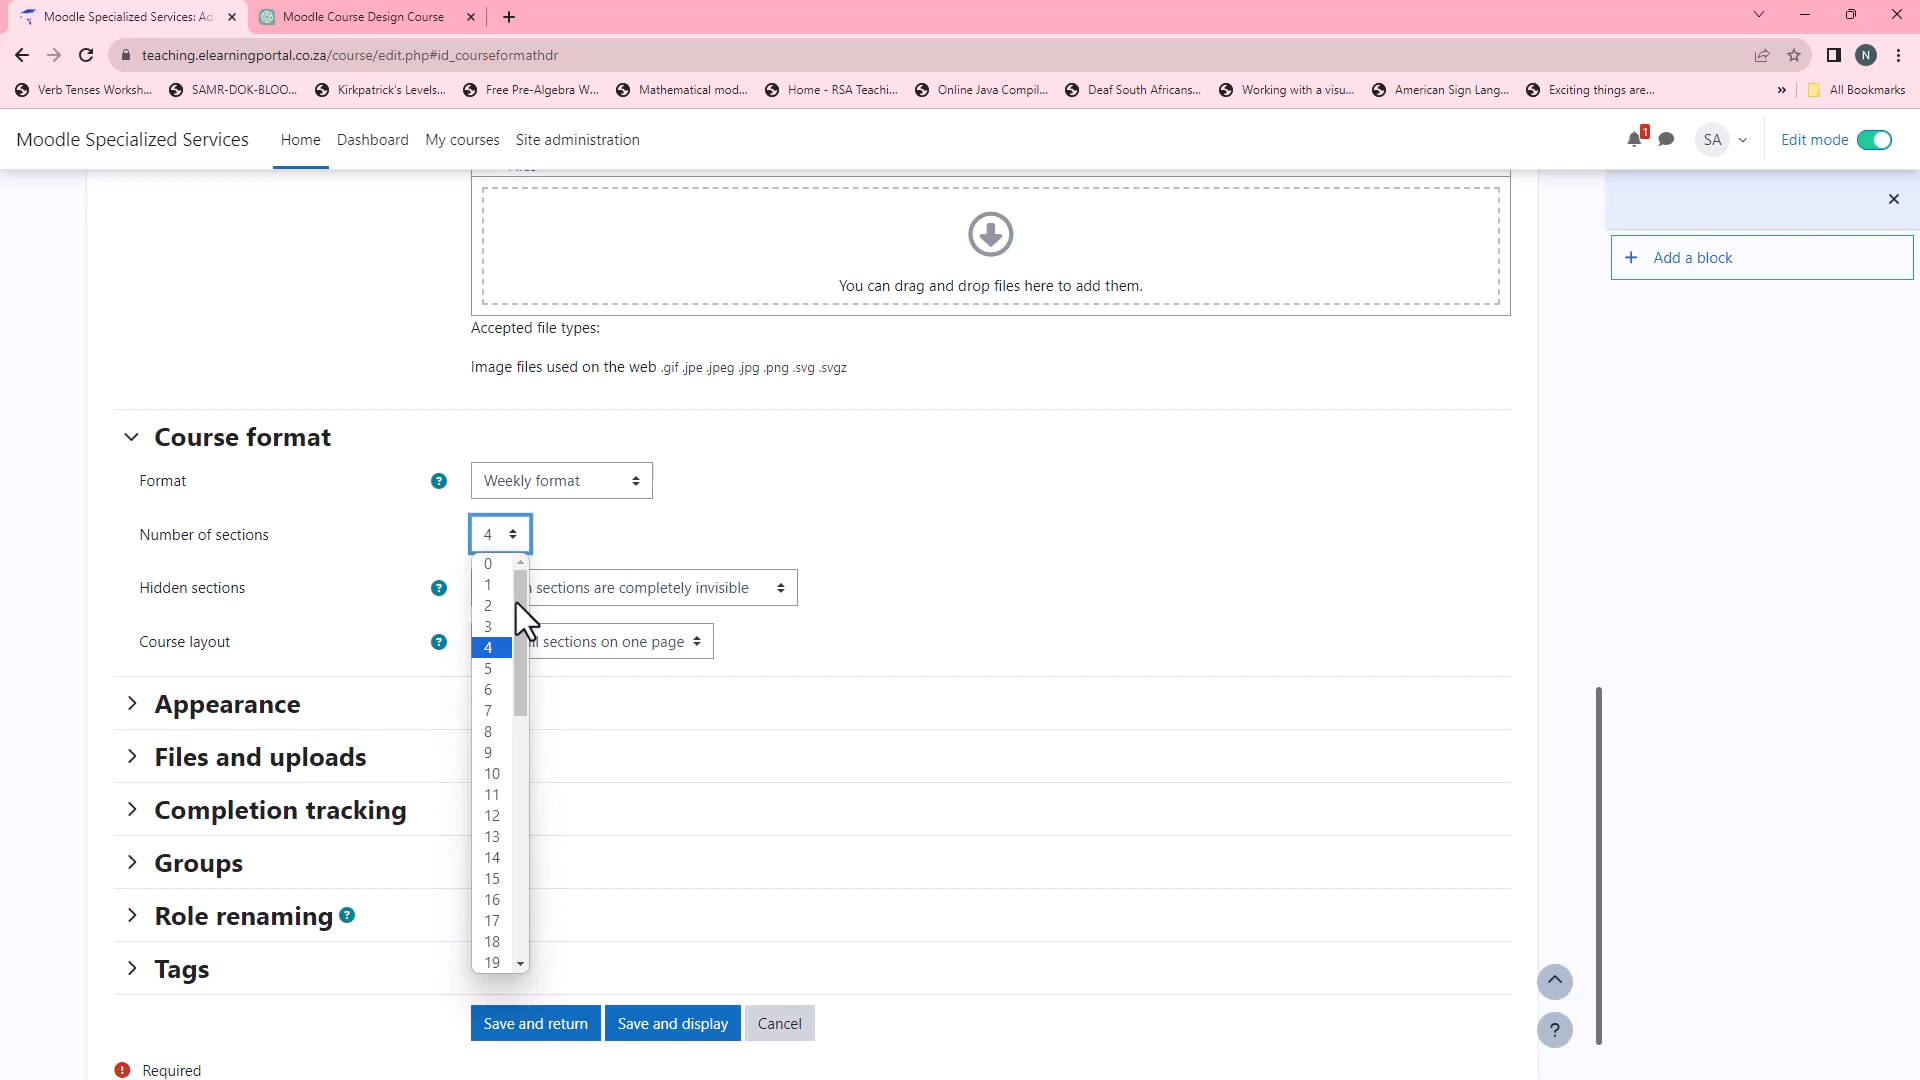 Moodle Specialized Services: Ad
Moodle Course Design Course
teaching.elearningportal.co.za/course/edit.php#id_courseformathdr
Verb Tenses Worksh...
SAMR-DOK-BLOO...
Kirkpatrick's Levels...
Free Pre-Algebra W...
Mathematical mod...
Home - RSA Teachi...
Online Java Compil...
Deaf South Africans...
Working with a visu...
American Sign Lang...
Exciting things are...
»
All Bookmarks
N
Moodle Specialized Services
Home
Dashboard
My courses
Site administration
1
SA
Edit mode
+ Add a block
You can drag and drop files here to add them.
Accepted file types:
Image files used on the web .gif .jpe .jpeg .jpg .png .svg .svgz
Course format
Format
?
Weekly format
Number of sections
4
Hidden sections
?
sections are completely invisible
Course layout
?
sections on one page
0
1
2
3
4
5
6
7
8
9
10
11
12
13
14
15
16
17
18
19
Appearance
Files and uploads
Completion tracking
Groups
Role renaming ?
Tags
Save and return
Save and display
Cancel
?
! Required